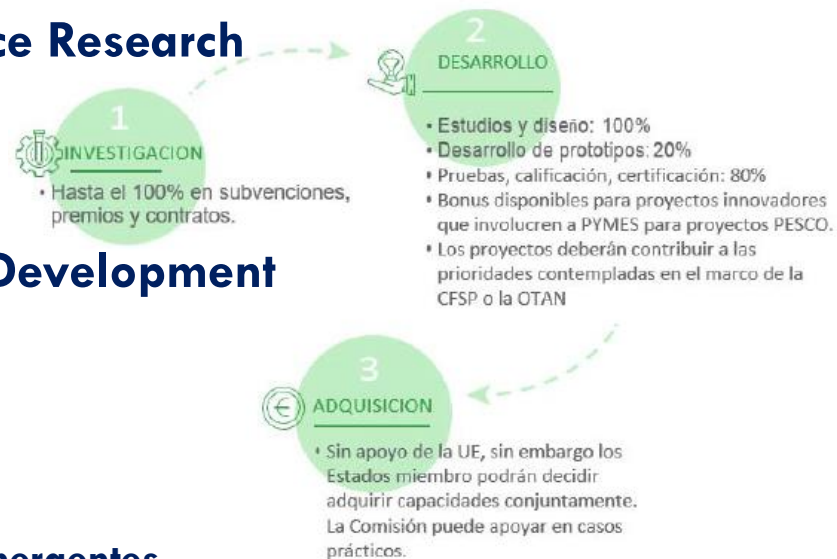 ce Research
1
INVESTIGACION
• Hasta el 100% en subvenciones,
premios y contratos.
2
DESARROLLO
• Estudios y diseño: 100%
• Desarrollo de prototipos: 20%
• Pruebas, calificación, certificación: 80%
• Bonus disponibles para proyectos innovadores
que involucren a PYMES para proyectos PESCO.
• Los proyectos deberán contribuir a las
prioridades contempladas en el marco de la
CFSP o la OTAN
Development
3
ADQUISICION
• Sin apoyo de la UE, sin embargo los
Estados miembro podrán decidir
adquirir capacidades conjuntamente.
La Comisión puede apoyar en casos
prácticos.